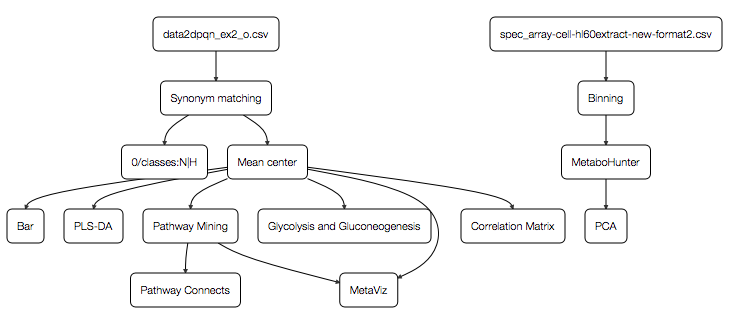 data2dpqn_ex2_o.csv
spec_array-cell-hl60extract-new-format2.csv
Synonym matching
Binning
0/classes:N|H
Mean center
MetaboHunter
Bar
PLS-DA
Pathway Mining
Glycolysis and Gluconeogenesis
Correlation Matrix
PCA
Pathway Connects
MetaViz